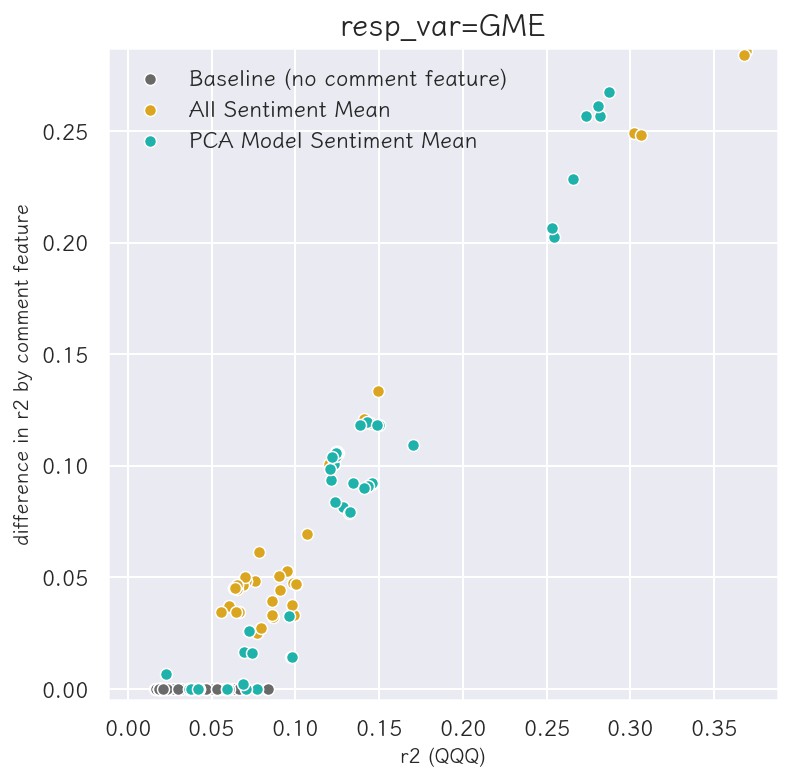 resp_var=GME
Baseline (no comment feature)
All Sentiment Mean
PCA Model Sentiment Mean
difference in r2 by comment feature
0.25
0.20
0.15
0.10
0.05
0.00
0.00 0.05 0.10 0.15 0.20 0.25 0.30 0.35
r2 (QQQ)